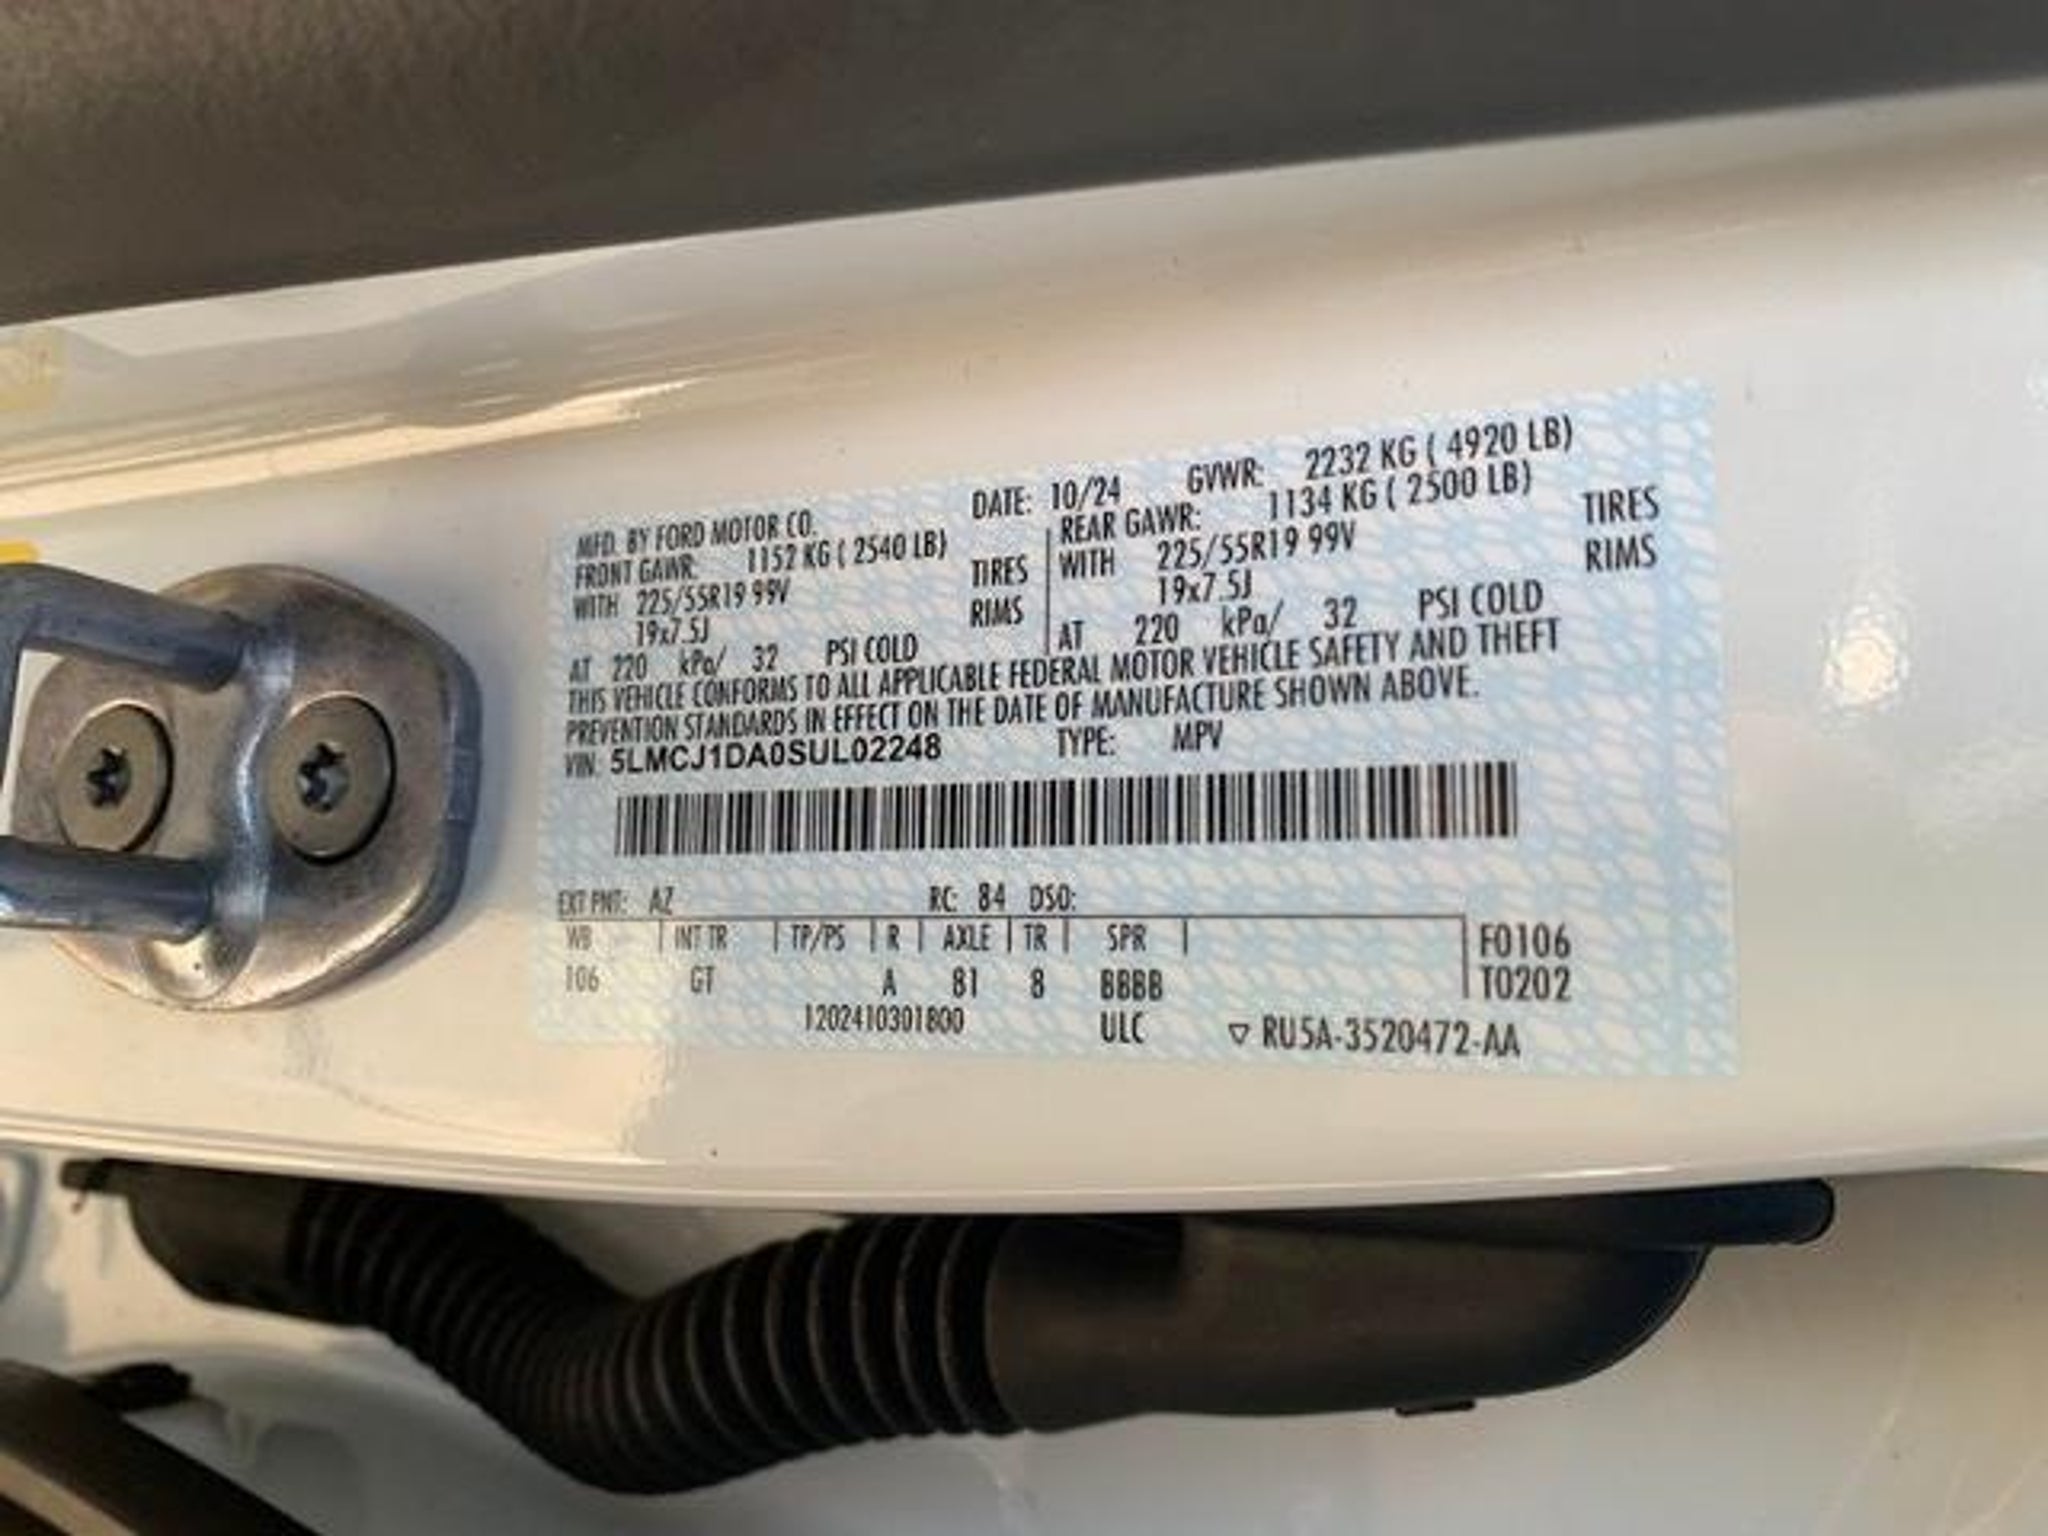 MFD. BY FORD MOTOR CO. DATE: 10/24 GVWR: 2232 KG ( 4920 LB)
FRONT GAWR: 1152 KG ( 2540 LB) REAR GAWR: 1134 KG ( 2500 LB)
WITH 225/55R19 99V TIRES WITH 225/55R19 99V TIRES
19x7.5J RIMS 19x7.5J RIMS
AT 220 kPa/ 32 PSI COLD AT 220 kPa/ 32 PSI COLD
THIS VEHICLE CONFORMS TO ALL APPLICABLE FEDERAL MOTOR VEHICLE SAFETY AND THEFT
PREVENTION STANDARDS IN EFFECT ON THE DATE OF MANUFACTURE SHOWN ABOVE.
VIN: 5LMCJ1DA0SUL02248 TYPE: MPV
EXT PNT: AZ RC: 84 DSO:
WB INT TR TP/PS R AXLE TR SPR F0106
106 GT A 81 8 BBBB T0202
1202410301800 ULC ▽ RU5A-3520472-AA